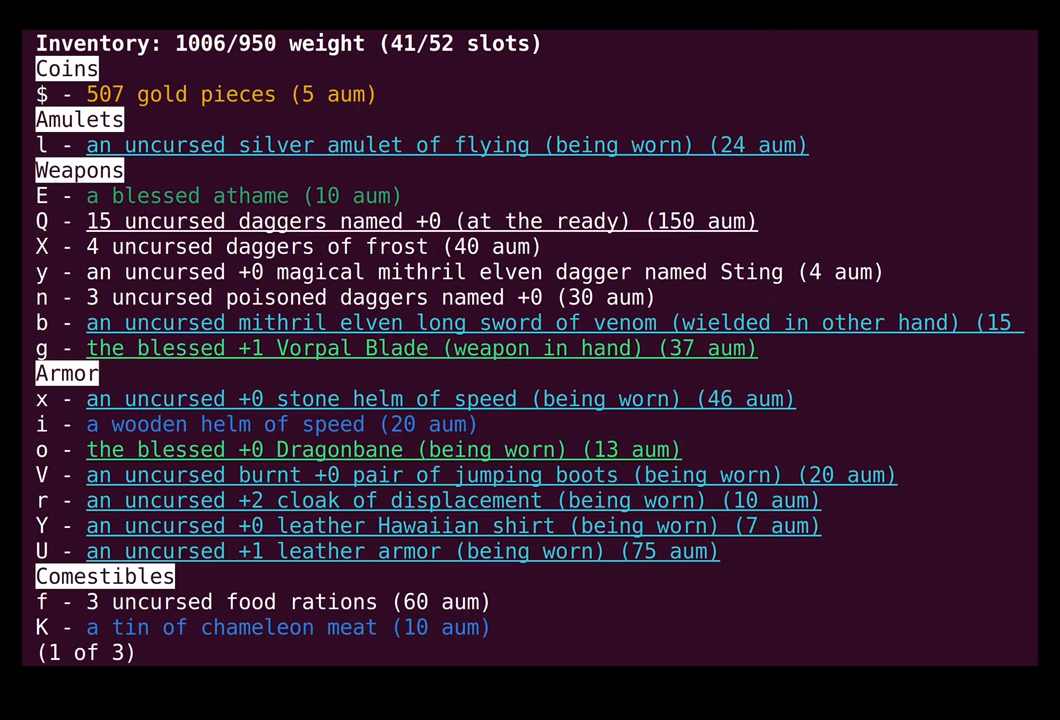 Inventory: 1006/950 weight (41/52 slots)
Coins
$ - 507 gold pieces (5 aum)
Amulets
l - an uncursed silver amulet of flying (being worn) (24 aum)
Weapons
E - a blessed athame (10 aum)
Q - 15 uncursed daggers named +0 (at the ready) (150 aum)
X - 4 uncursed daggers of frost (40 aum)
y - an uncursed +0 magical mithril elven dagger named Sting (4 aum)
n - 3 uncursed poisoned daggers named +0 (30 aum)
b - an uncursed mithril elven long sword of venom (wielded in other hand) (15
g - the blessed +1 Vorpal Blade (weapon in hand) (37 aum)
Armor
x - an uncursed +0 stone helm of speed (being worn) (46 aum)
i - a wooden helm of speed (20 aum)
o - the blessed +0 Dragonbane (being worn) (13 aum)
V - an uncursed burnt +0 pair of jumping boots (being worn) (20 aum)
r - an uncursed +2 cloak of displacement (being worn) (10 aum)
Y - an uncursed +0 leather Hawaiian shirt (being worn) (7 aum)
U - an uncursed +1 leather armor (being worn) (75 aum)
Comestibles
f - 3 uncursed food rations (60 aum)
K - a tin of chameleon meat (10 aum)
(1 of 3)